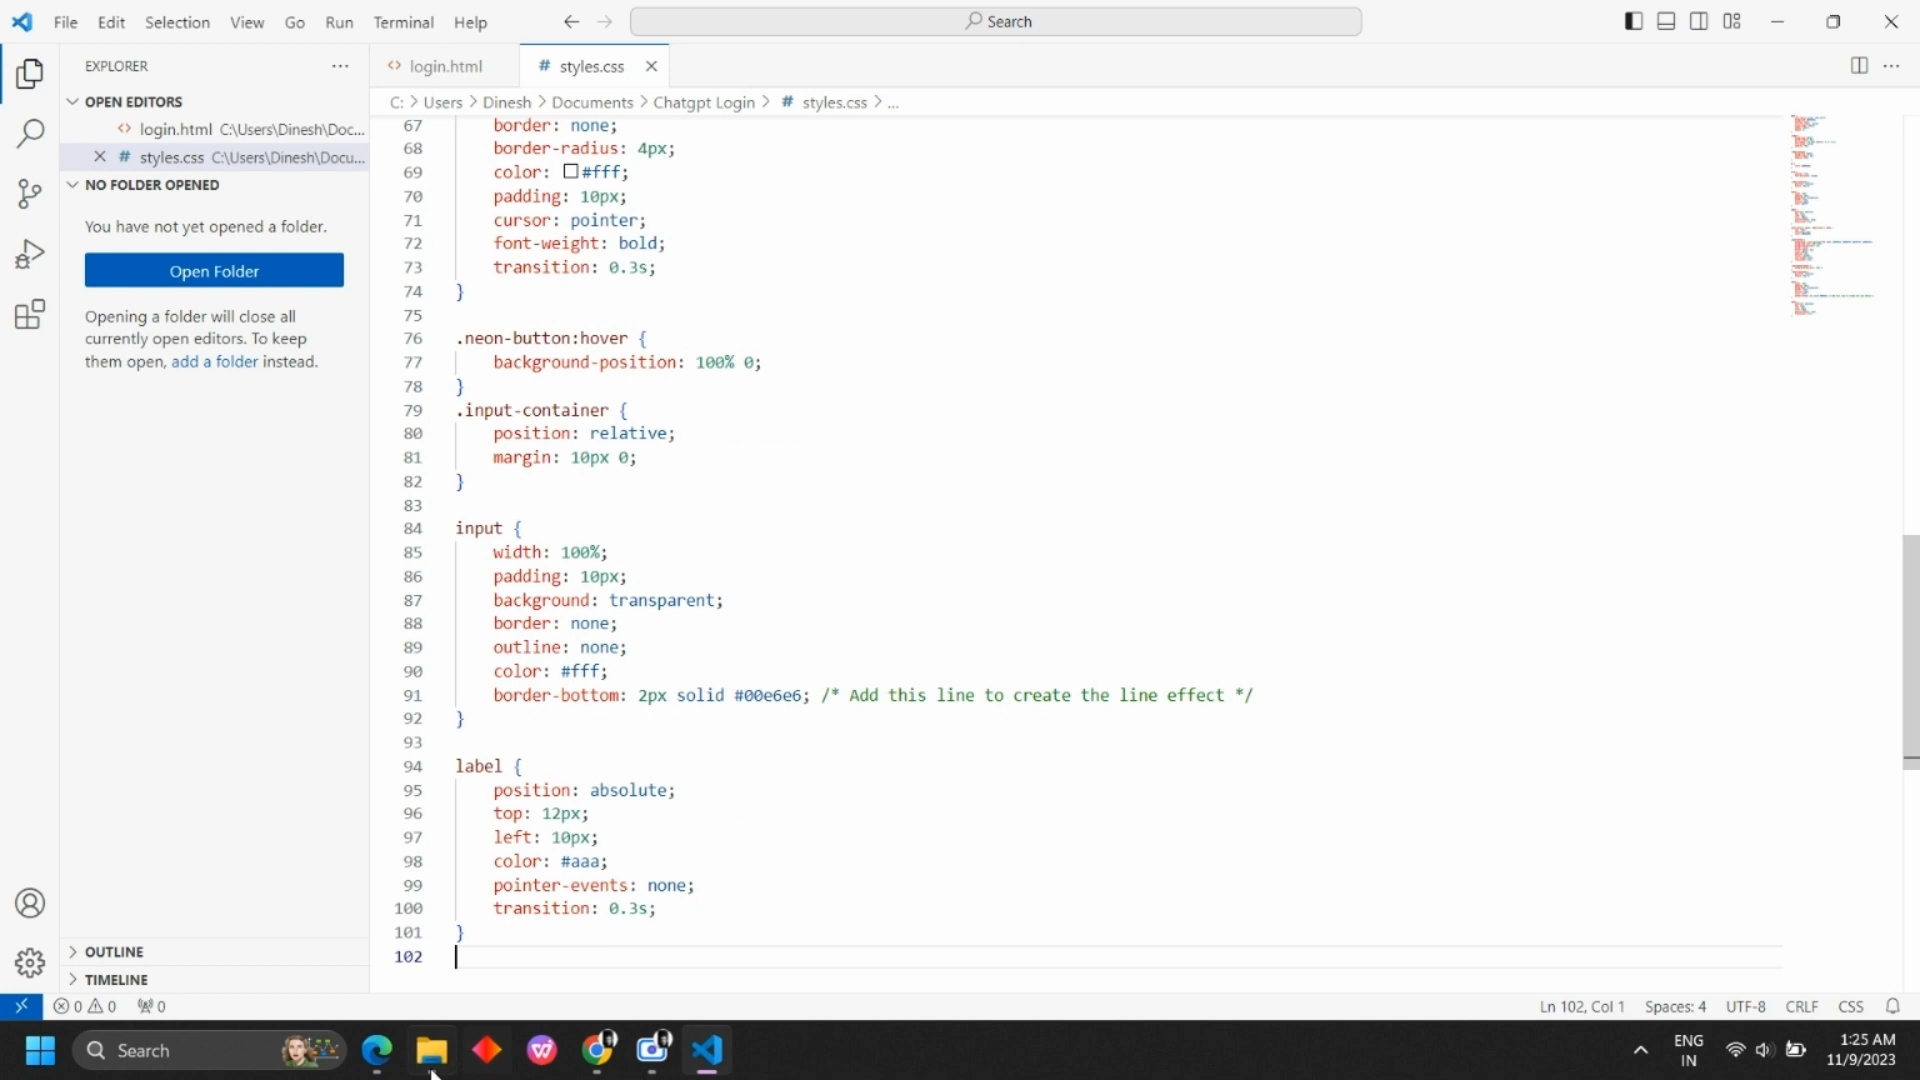 File Edit Selection View Go Run Terminal Help
Search
EXPLORER
login.html
# styles.css
OPEN EDITORS
C: > Users > Dinesh > Documents > Chatgpt Login > # styles.css > ...
login.html C:\Users\Dinesh\Doc...
# styles.css C:\Users\Dinesh\Docu...
NO FOLDER OPENED
You have not yet opened a folder.
Open Folder
Opening a folder will close all
currently open editors. To keep
them open, add a folder instead.
67 border: none;
68 border-radius: 4px;
69 color: #fff;
70 padding: 10px;
71 cursor: pointer;
72 font-weight: bold;
73 transition: 0.3s;
74 }
75
76 .neon-button:hover {
77 background-position: 100% 0;
78 }
79 .input-container {
80 position: relative;
81 margin: 10px 0;
82 }
83
84 input {
85 width: 100%;
86 padding: 10px;
87 background: transparent;
88 border: none;
89 outline: none;
90 color: #fff;
91 border-bottom: 2px solid #00e6e6; /* Add this line to create the line effect */
92 }
93
94 label {
95 position: absolute;
96 top: 12px;
97 left: 10px;
98 color: #aaa;
99 pointer-events: none;
100 transition: 0.3s;
101 }
102
OUTLINE
TIMELINE
0 0 0
Ln 102, Col 1 Spaces: 4 UTF-8 CRLF CSS
Search
ENG
IN
1:25 AM
11/9/2023